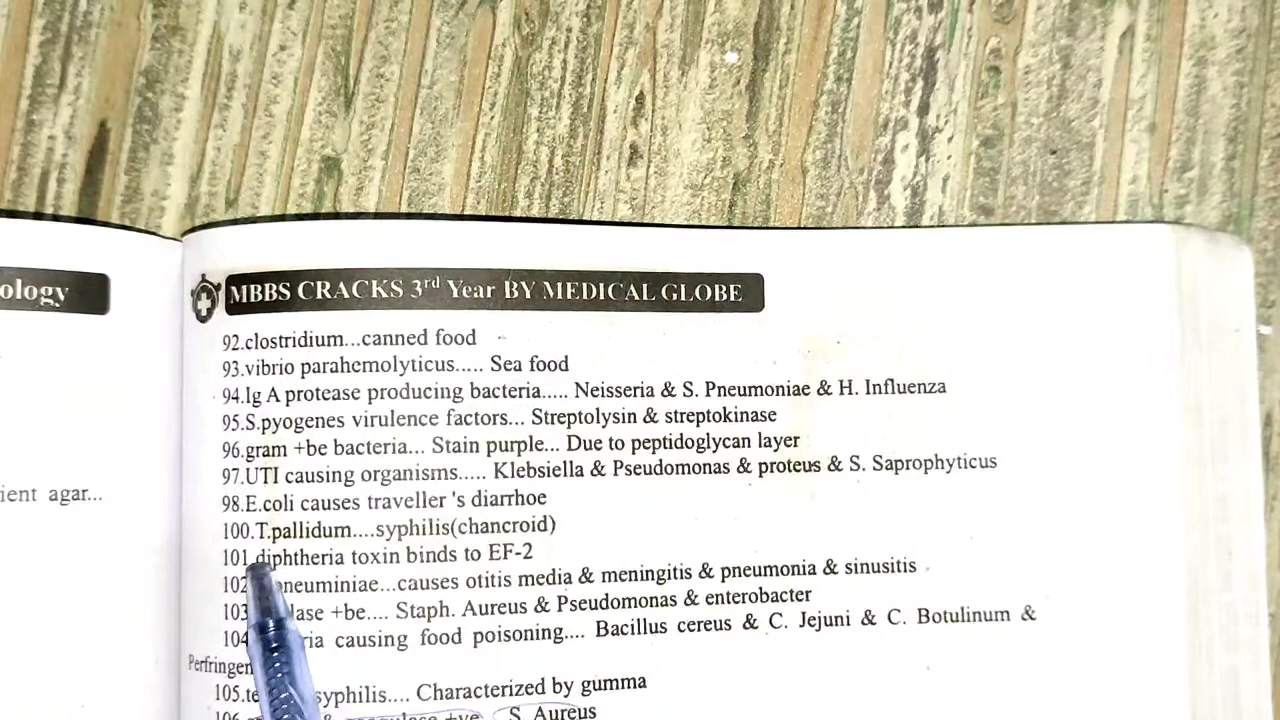 ology
ient agar...
MBBS CRACKS 3rd Year BY MEDICAL GLOBE
92.clostridium...canned food
93.vibrio parahemolyticus..... Sea food
94.Ig A protease producing bacteria..... Neisseria & S. Pneumoniae & H. Influenza
95.S.pyogenes virulence factors... Streptolysin & streptokinase
96.gram +be bacteria... Stain purple... Due to peptidoglycan layer
97.UTI causing organisms..... Klebsiella & Pseudomonas & proteus & S. Saprophyticus
98.E.coli causes traveller 's diarrhoe
100.T.pallidum....syphilis(chancroid)
101.diphtheria toxin binds to EF-2
102 pneuminiae...causes otitis media & meningitis & pneumonia & sinusitis
103 lase +be.... Staph. Aureus & Pseudomonas & enterobacter
104 ria causing food poisoning.... Bacillus cereus & C. Jejuni & C. Botulinum &
Perfringen
105.te syphilis.... Characterized by gumma
106 & +ve S. Aureus